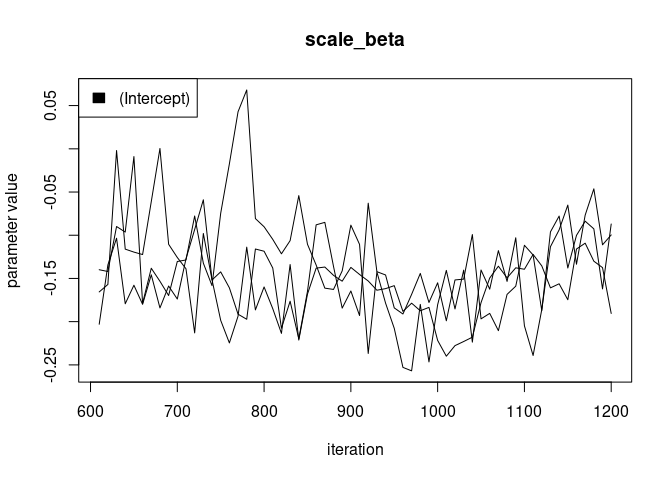 scale_beta
(Intercept)
parameter value
0.05
-0.05
-0.15
-0.25
600 700 800 900 1000 1100 1200
iteration